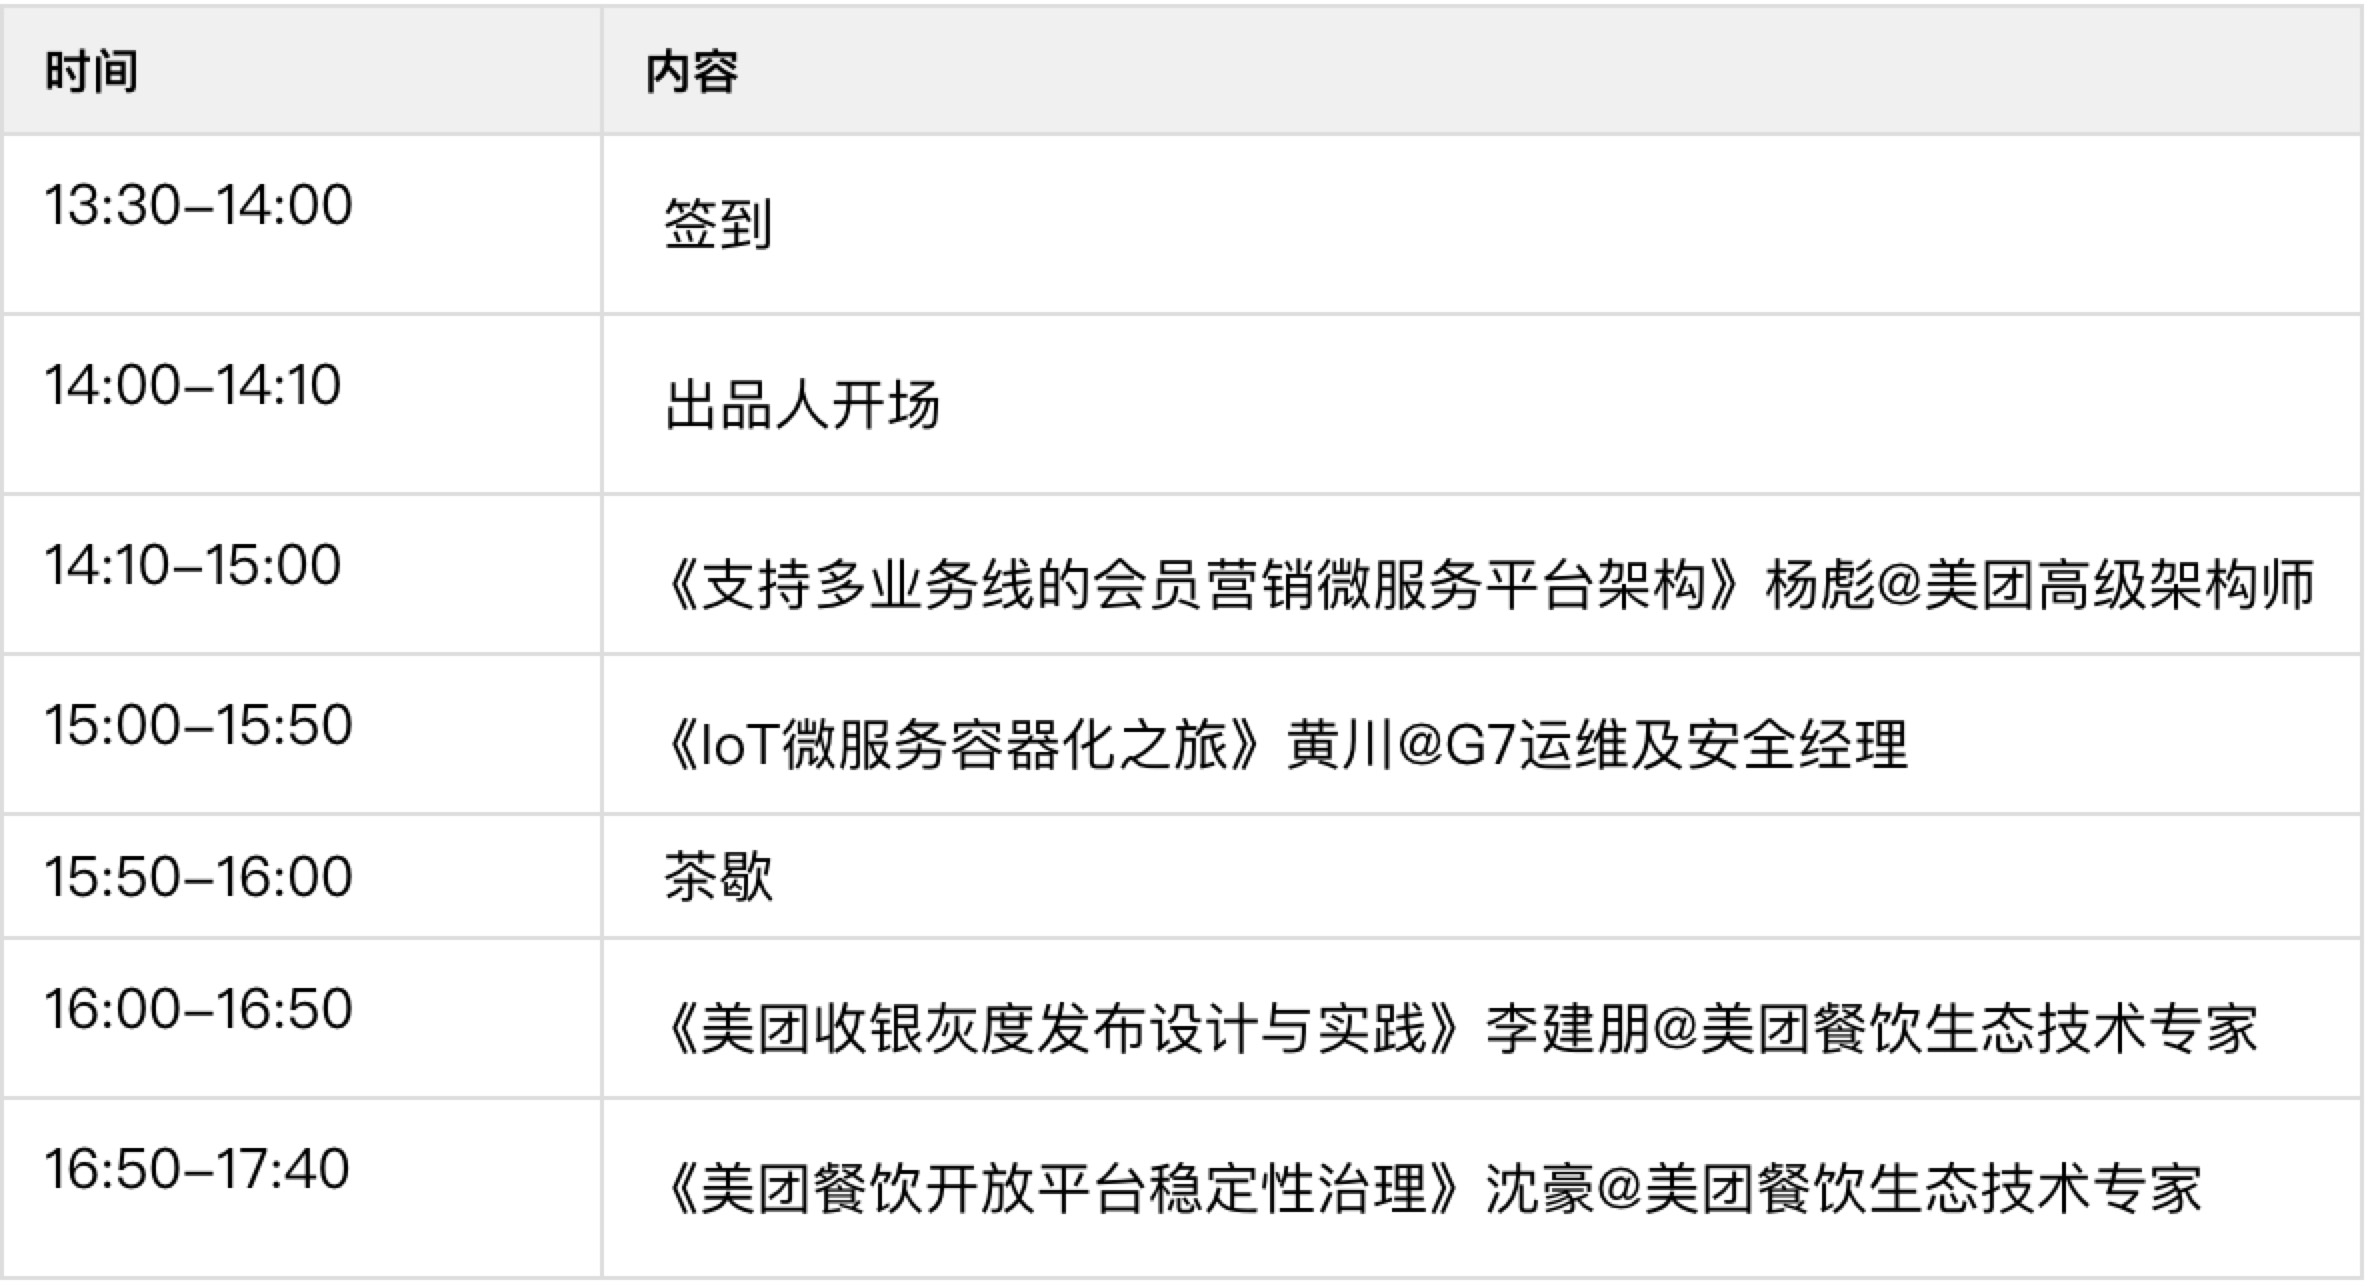 时间 内容
13:30–14:00 签到
14:00–14:10 出品人开场
14:10–15:00 《支持多业务线的会员营销微服务平台架构》杨彪@美团高级架构师
15:00–15:50 《IoT微服务容器化之旅》黄川@G7运维及安全经理
15:50–16:00 茶歇
16:00–16:50 《美团收银灰度发布设计与实践》李建朋@美团餐饮生态技术专家
16:50–17:40 《美团餐饮开放平台稳定性治理》沈豪@美团餐饮生态技术专家